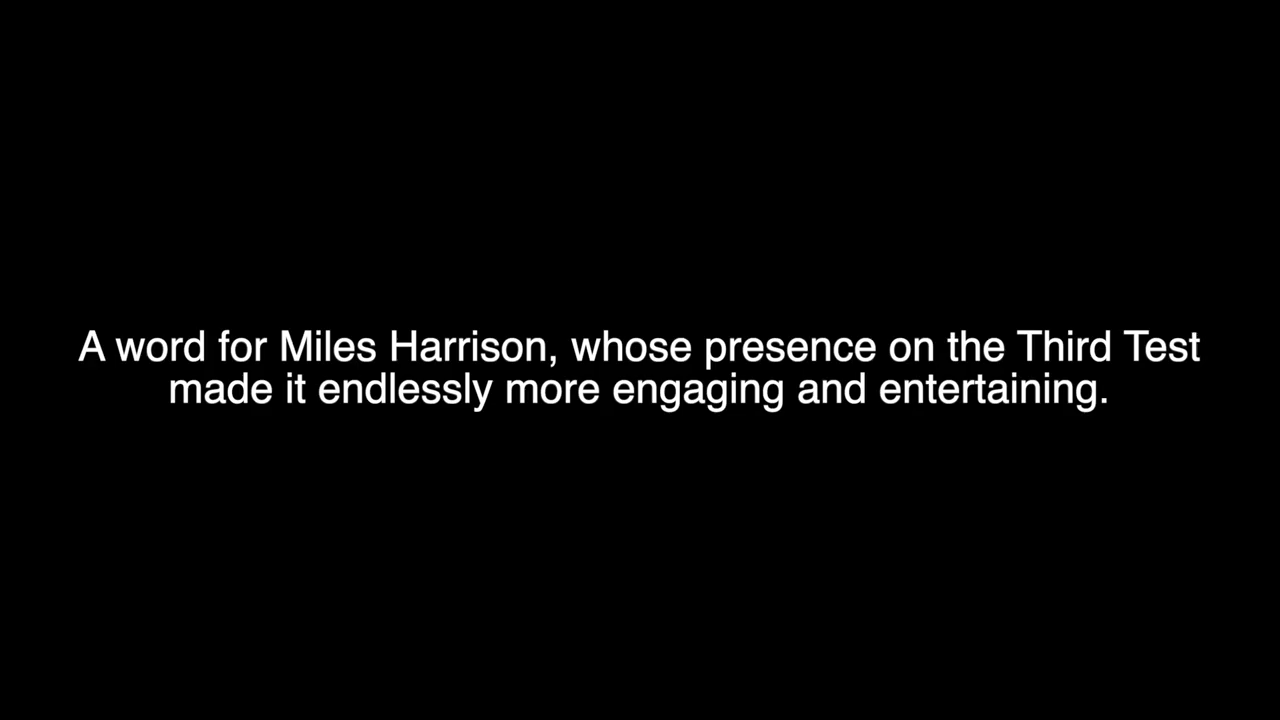 A word for Miles Harrison, whose presence on the Third Test
made it endlessly more engaging and entertaining.